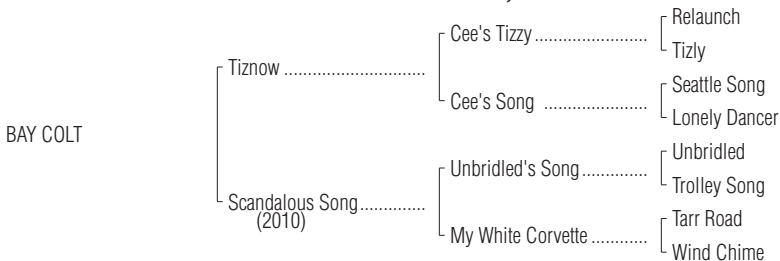 Relaunch
Cee's Tizzy
Tizly
Tiznow
Seattle Song
Cee's Song
Lonely Dancer
BAY COLT
Unbridled
Unbridled's Song
Trolley Song
Scandalous Song
(2010)
Tarr Road
My White Corvette
Wind Chime